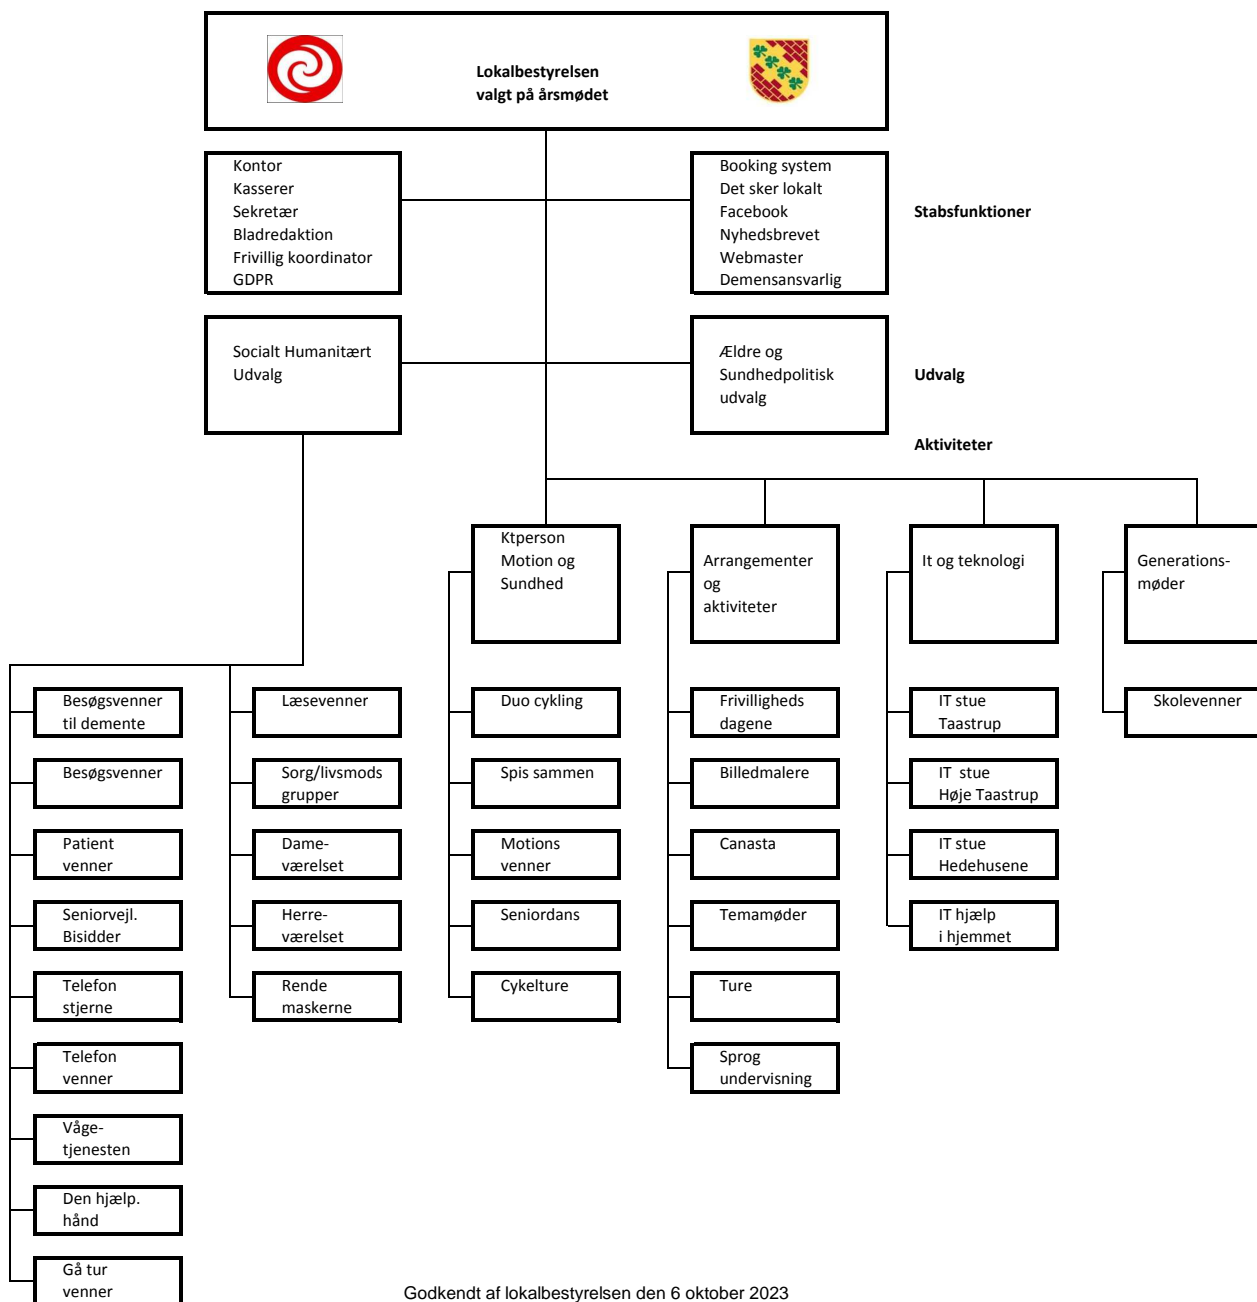 Lokalbestyrelsen
valgt på årsmødet
Kontor
Kasserer
Sekretær
Bladredaktion
Frivillig koordinator
GDPR
Booking system
Det sker lokalt
Facebook
Nyhedsbrevet
Webmaster
Demensansvarlig
Stabsfunktioner
Socialt Humanitært
Udvalg
Ældre og
Sundhedpolitisk
udvalg
Udvalg
Aktiviteter
Ktperson
Motion og
Sundhed
Arrangementer
og
aktiviteter
It og teknologi
Generations-
møder
Besøgsvenner
til demente
Besøgsvenner
Patient
venner
Seniorvejl.
Bisidder
Telefon
stjerne
Telefon
venner
Våge-
tjenesten
Den hjælp.
hånd
Gå tur
venner
Læsevenner
Sorg/livsmods
grupper
Dame-
værelset
Herre-
værelset
Rende
maskerne
Duo cykling
Spis sammen
Motions
venner
Seniordans
Cykelture
Frivilligheds
dagene
Billedmalere
Canasta
Temamøder
Ture
Sprog
undervisning
IT stue
Taastrup
IT stue
Høje Taastrup
IT stue
Hedehusene
IT hjælp
i hjemmet
Skolevenner
Godkendt af lokalbestyrelsen den 6 oktober 2023